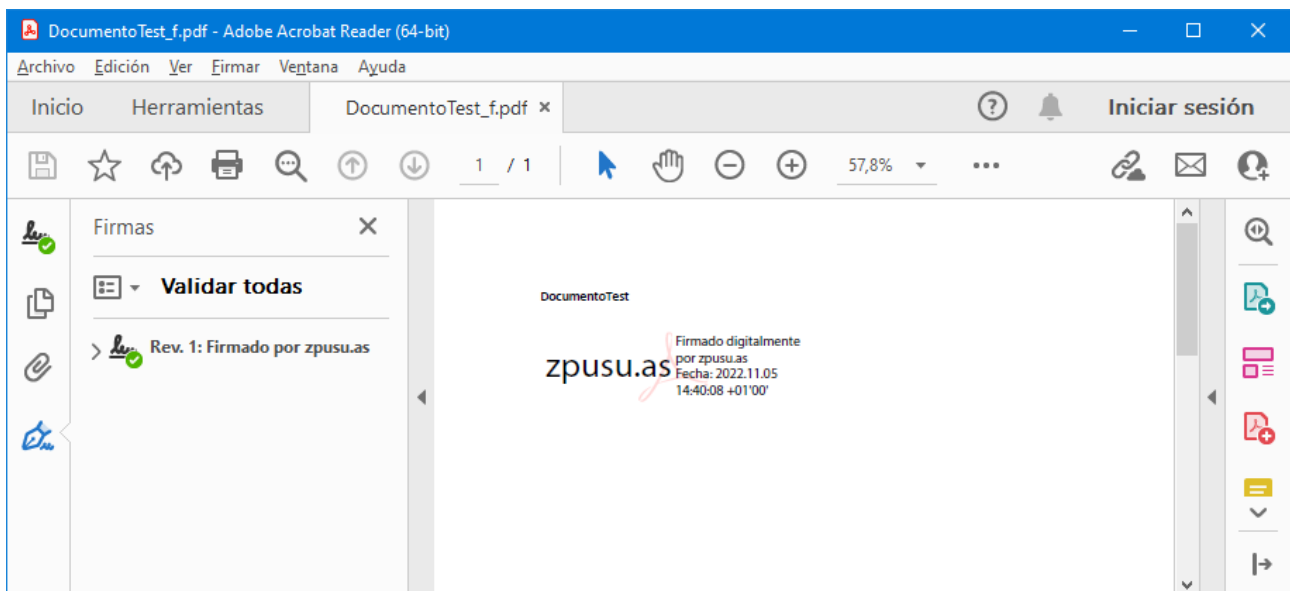 DocumentoTest_f.pdf - Adobe Acrobat Reader (64-bit)
Archivo Edición Ver Firmar Ventana Ayuda
Inicio Herramientas DocumentoTest_f.pdf ×
Iniciar sesión
1 / 1 57,8%
Firmas
Validar todas
Rev. 1: Firmado por zpusu.as
DocumentoTest
zpusu.as
Firmado digitalmente
por zpusu.as
Fecha: 2022.11.05
14:40:08 +01'00'